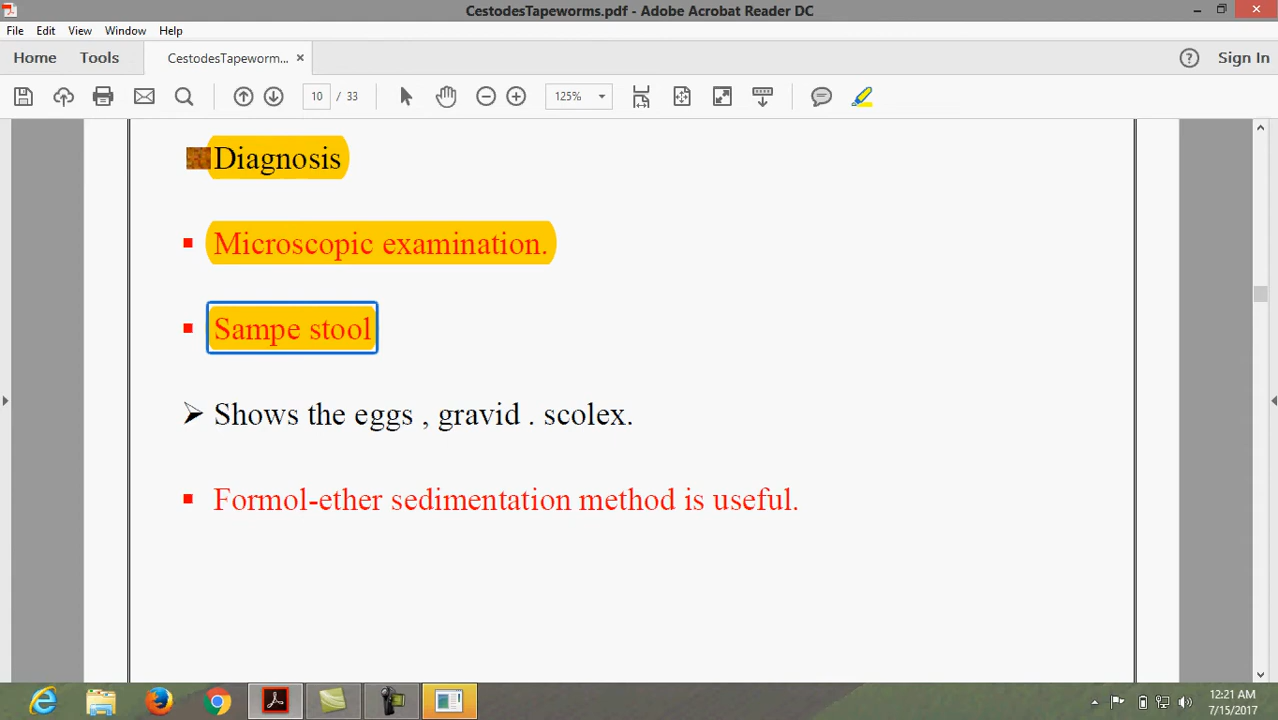 CestodesTapeworms.pdf - Adobe Acrobat Reader DC
File Edit View Window Help
Home Tools CestodesTapeworm... × Sign In
10 / 33 125%
Diagnosis
Microscopic examination.
Sampe stool
Shows the eggs , gravid . scolex.
Formol-ether sedimentation method is useful.
12:21 AM
7/15/2017